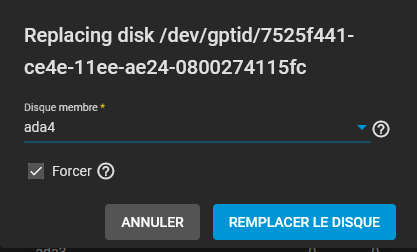 Replacing disk /dev/gptid/7525f441-
ce4e-11ee-ae24-0800274115fc
Disque membre *
ada4
Forcer
ANNULER
REMPLACER LE DISQUE